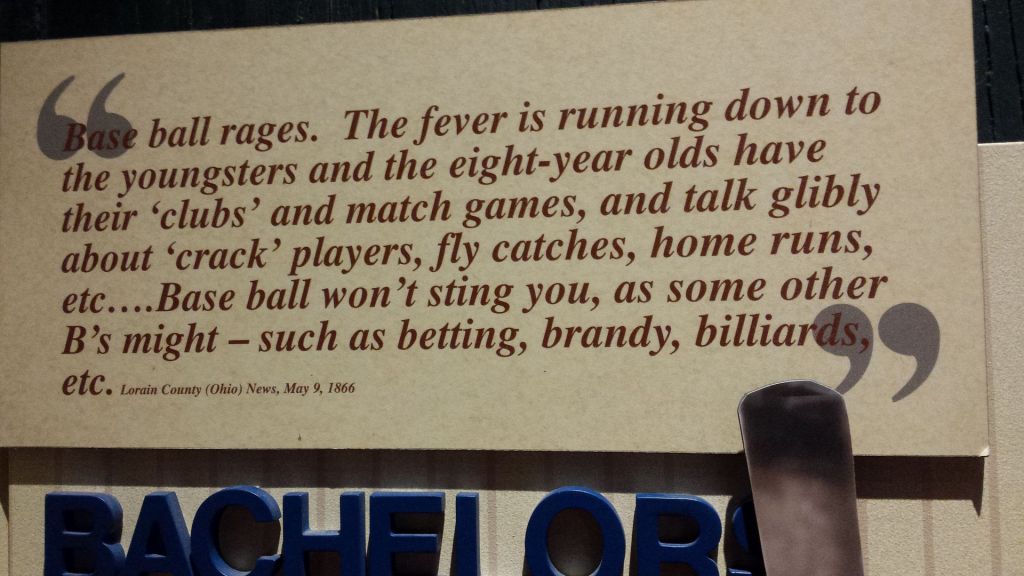 “Base ball rages. The fever is running down to
the youngsters and the eight-year olds have
their ‘clubs’ and match games, and talk glibly
about ‘crack’ players, fly catches, home runs,
etc….Base ball won’t sting you, as some other
B’s might – such as betting, brandy, billiards,
etc. Lorain County (Ohio) News, May 9, 1866”
BACHELORS